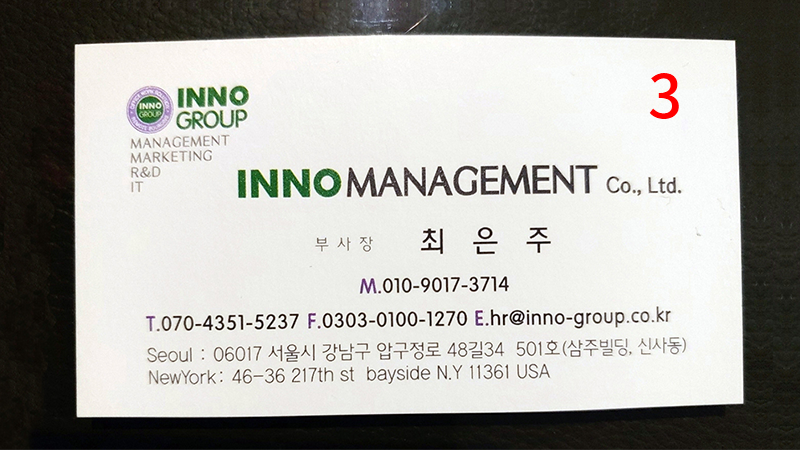 3
INNO
GROUP
INNO
GROUP
MANAGEMENT
MARKETING
R&D
IT
INNOMANAGEMENT Co., Ltd.
부사장 최은주
M.010-9017-3714
T.070-4351-5237 F.0303-0100-1270 E.hr@inno-group.co.kr
Seoul : 06017 서울시 강남구 압구정로 48길34 501호(삼주빌딩, 신사동)
NewYork: 46-36 217th st bayside N.Y 11361 USA